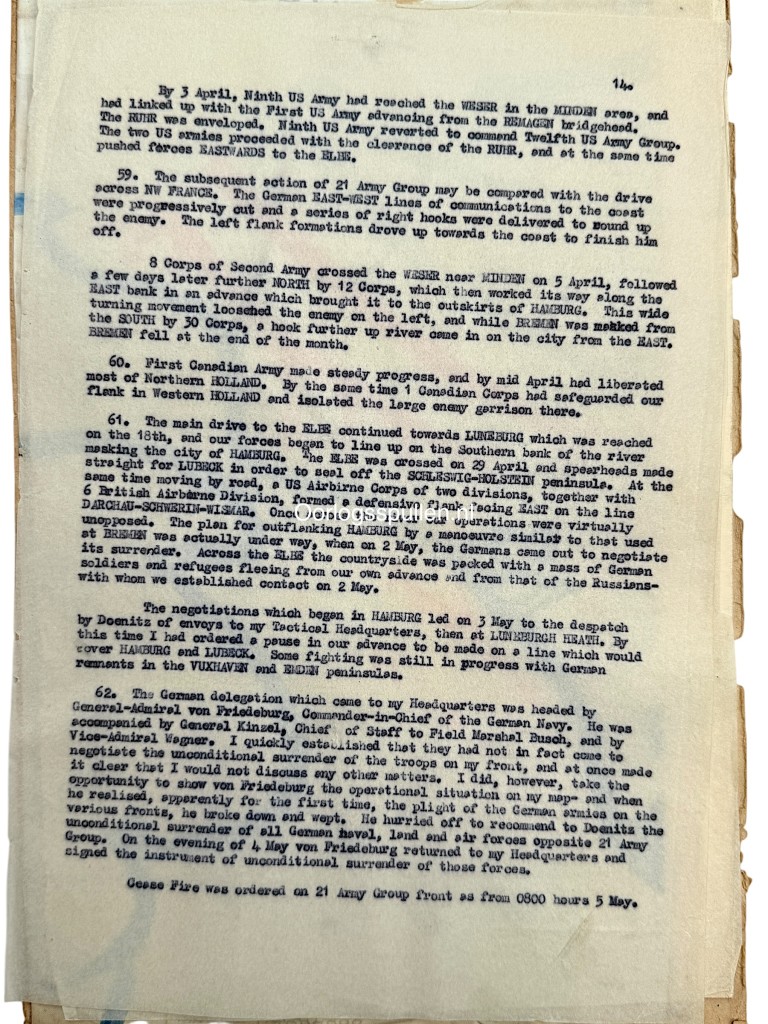 14.
By 3 April, Ninth US Army had reached the WESER in the MINDEN area, and
had linked up with the First US Army advancing from the REMAGEN bridgehead.
The RUHR was enveloped. Ninth US Army reverted to command Twelfth US Army Group.
The two US armies proceeded with the clearance of the RUHR, and at the same time
pushed forces EASTWARDS to the ELBE.
59. The subsequent action of 21 Army Group may be compared with the drive
across NW FRANCE. The German EAST-WEST lines of communications to the coast
were progressively cut and a series of right hooks were delivered to round up
the enemy. The left flank formations drove up towards the coast to finish him
off.
8 Corps of Second Army crossed the WESER near MINDEN on 5 April, followed
a few days later further NORTH by 12 Corps, which then worked its way along the
EAST bank in an advance which brought it to the outskirts of HAMBURG. This wide
turning movement loosened the enemy on the left, and while BREMEN was masked from
the SOUTH by 30 Corps, a hook further up river came in on the city from the EAST.
BREMEN fell at the end of the month.
60. First Canadian Army made steady progress, and by mid April had liberated
most of Northern HOLLAND. By the same time 1 Canadian Corps had safeguarded our
flank in Western HOLLAND and isolated the large enemy garrison there.
61. The main drive to the ELBE continued towards LUNEBURG which was reached
on the 18th, and our forces began to line up on the Southern bank of the river
masking the city of HAMBURG. The ELBE was crossed on 29 April and spearheads made
straight for LUBECK in order to seal off the SCHLESWIG-HOLSTEIN peninsula. At the
same time moving by road, a US Airbirne Corps of two divisions, together with
6 British Airborne Division, formed a defensive flank facing EAST on the line
DARCHAU-SCHWERIN-WISMAR. Once operations were virtually
unopposed. The plan for outflanking HAMBURG by a manoeuvre similar to that used
at BREMEN was actually under way, when on 2 May, the Germans came out to negotiate
its surrender. Across the ELBE the countryside was packed with a mass of German
soldiers and refugees fleeing from our own advance and from that of the Russians-
with whom we established contact on 2 May.
The negotiations which began in HAMBURG led on 3 May to the despatch
by Doenitz of envoys to my Tactical Headquarters, then at LUNEBURGH HEATH. By
this time I had ordered a pause in our advance to be made on a line which would
cover HAMBURG and LUBECK. Some fighting was still in progress with German
remnants in the VUXHAVEN and EMDEN peninsulas.
62. The German delegation which came to my Headquarters was headed by
General-Admiral von Friedeburg, Commander-in-Chief of the German Navy. He was
accompanied by General Kinzel, Chief of Staff to Field Marshal Busch, and by
Vice-Admiral Wagner. I quickly established that they had not in fact come to
negotiate the unconditional surrender of the troops on my front, and at once made
it clear that I would not discuss any other matters. I did, however, take the
opportunity to show von Friedeburg the operational situation on my map- and when
he realised, apparently for the first time, the plight of the German armies on the
various fronts, he broke down and wept. He hurried off to recommend to Doenitz the
unconditional surrender of all German naval, land and air forces opposite 21 Army
Group. On the evening of 4 May von Friedeburg returned to my Headquarters and
signed the instrument of unconditional surrender of those forces.
Cease Fire was ordered on 21 Army Group front as from 0800 hours 5 May.